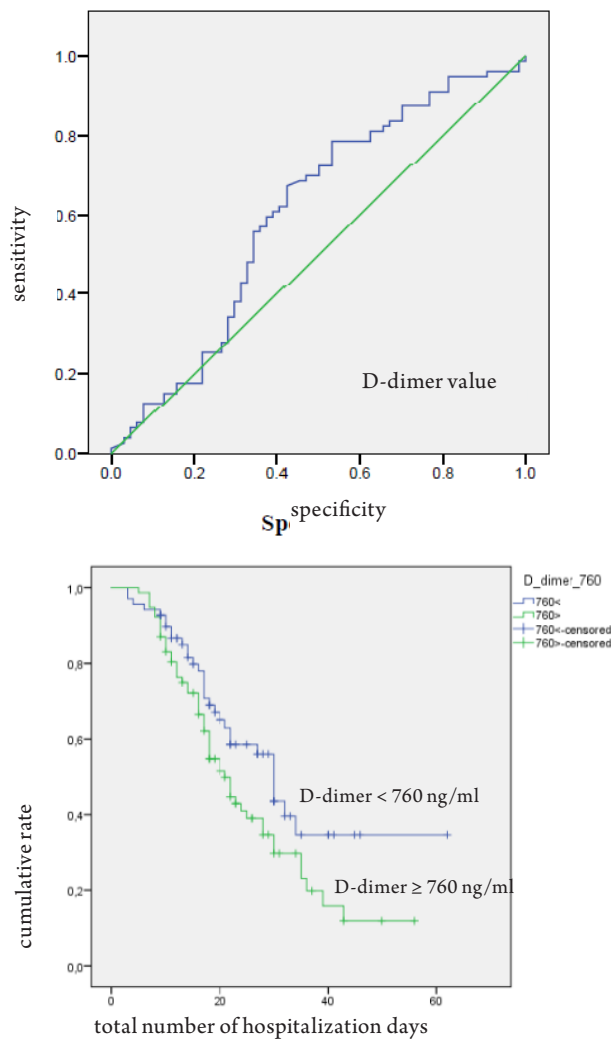 1.0
0.8
0.6
0.4
0.2
0.0
sensitivity
D-dimer value
0.0 0.2 0.4 0.6 0.8 1.0
specificity
Sp
1,0
0,8
0,6
0,4
0,2
0,0
cumulative rate
D_dimer_760
760<
760>
760<-censored
760>-censored
D-dimer < 760 ng/ml
D-dimer ≥ 760 ng/ml
0 20 40 60
total number of hospitalization days